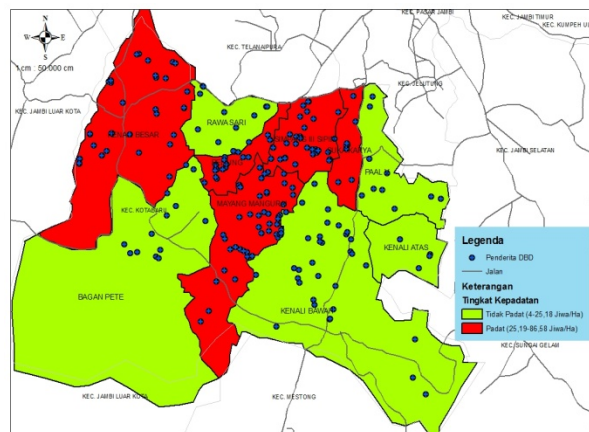 KEC. PASAR JAMBI
KEC. JAMBI TIMUR
KEC. KUMPEH UL
N
W E
S
KEC. TELANAIPURA
1 cm : 50 000 cm
KEC. JELUTUNG
KEC. JAMBI LUAR KOTA
RAWASARI
KENALI BESAR
KEC. JAMBI SELATAN
PAAL V
MAYANG MANGURAI
KEC. KOTABARU
KENALI ATAS
BAGAN PETE
KENALI BAWAH
Legenda
Penderita DBD
Jalan
Keterangan
Tingkat Kepadatan
Tidak Padat (4-25,18 Jiwa/Ha)
Padat (25,19-86,58 Jiwa/Ha)
KEC. SUNGAI GELAM
KEC. JAMBI LUAR KOTA
KEC. MESTONG